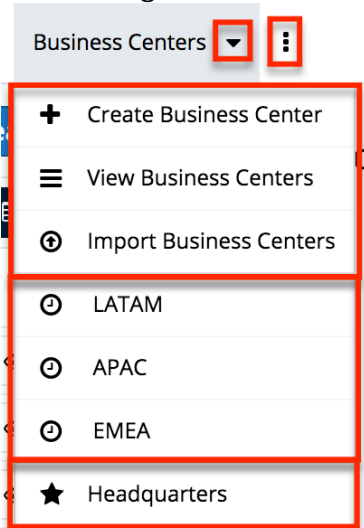 Business Centers
Create Business Center
View Business Centers
Import Business Centers
LATAM
APAC
EMEA
Headquarters